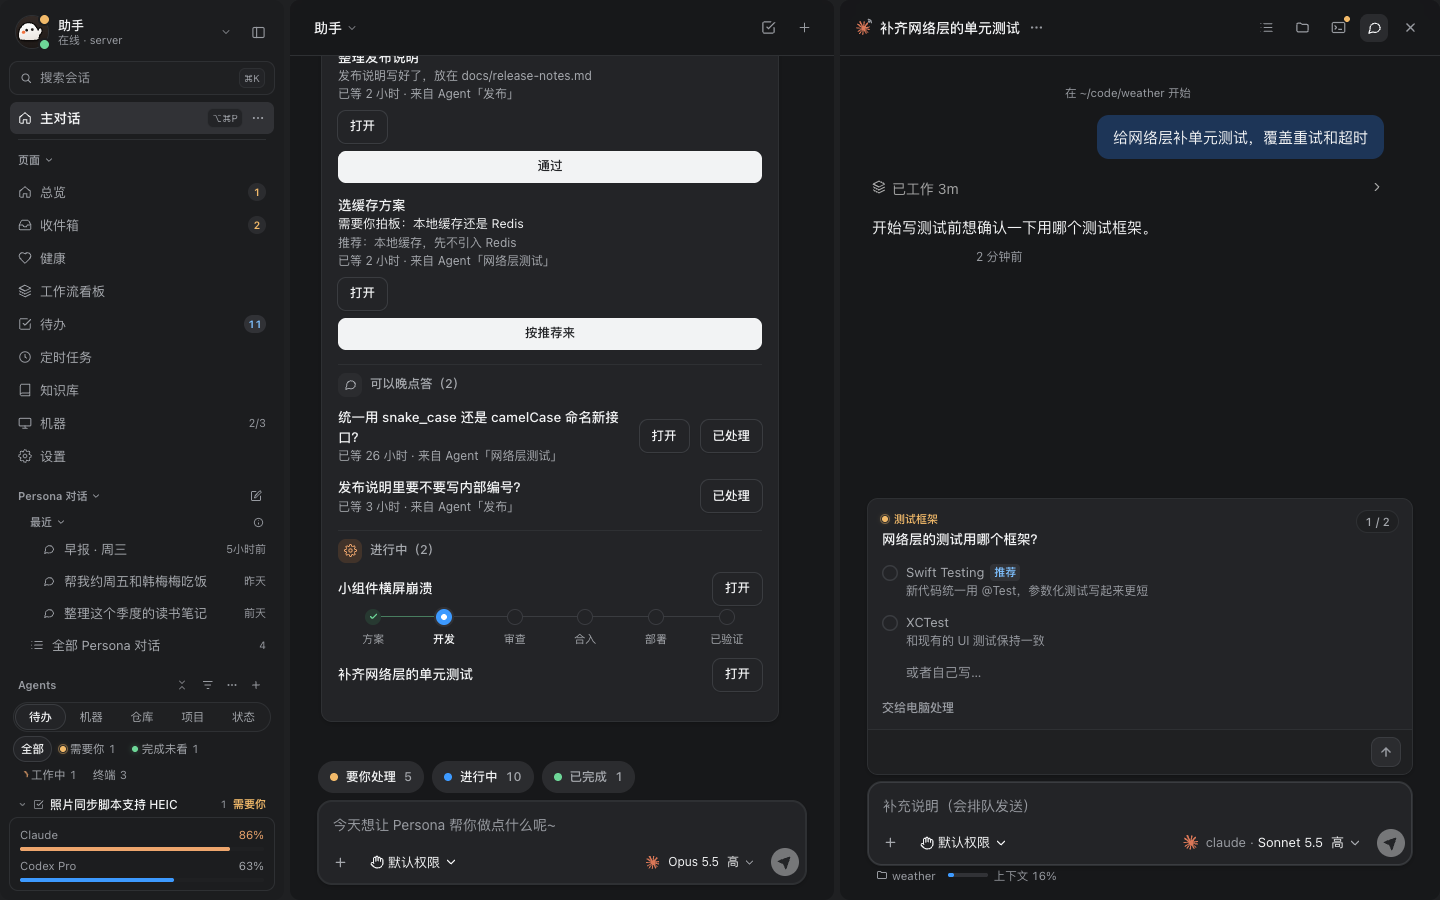 助手
在线 · server
搜索会话
⌘K
主对话
⌥⌘P
页面
总览
1
收件箱
2
健康
工作流看板
待办
11
定时任务
知识库
机器
2/3
设置
Persona 对话
最近
早报 · 周三
5小时前
帮我约周五和韩梅梅吃饭
昨天
整理这个季度的读书笔记
前天
全部 Persona 对话
4
Agents
待办
机器
仓库
项目
状态
全部
需要你 1
完成未看 1
工作中 1
终端 3
照片同步脚本支持 HEIC
1 需要你
Claude
86%
Codex Pro
63%
助手
整理发布说明
发布说明写好了，放在 docs/release-notes.md
已等 2 小时 · 来自 Agent「发布」
打开
通过
选缓存方案
需要你拍板：本地缓存还是 Redis
推荐：本地缓存，先不引入 Redis
已等 2 小时 · 来自 Agent「网络层测试」
打开
按推荐来
可以晚点答（2）
统一用 snake_case 还是 camelCase 命名新接
口？
已等 26 小时 · 来自 Agent「网络层测试」
打开
已处理
发布说明里要不要写内部编号？
已等 3 小时 · 来自 Agent「发布」
已处理
进行中（2）
小组件横屏崩溃
打开
方案
开发
审查
合入
部署
已验证
补齐网络层的单元测试
打开
要你处理 5
进行中 10
已完成 1
今天想让 Persona 帮你做点什么呢~
默认权限
Opus 5.5 高
补齐网络层的单元测试
在 ~/code/weather 开始
给网络层补单元测试，覆盖重试和超时
已工作 3m
开始写测试前想确认一下用哪个测试框架。
2 分钟前
测试框架
1 / 2
网络层的测试用哪个框架？
Swift Testing 推荐
新代码统一用 @Test，参数化测试写起来更短
XCTest
和现有的 UI 测试保持一致
或者自己写...
交给电脑处理
补充说明（会排队发送）
默认权限
claude · Sonnet 5.5 高
weather
上下文 16%